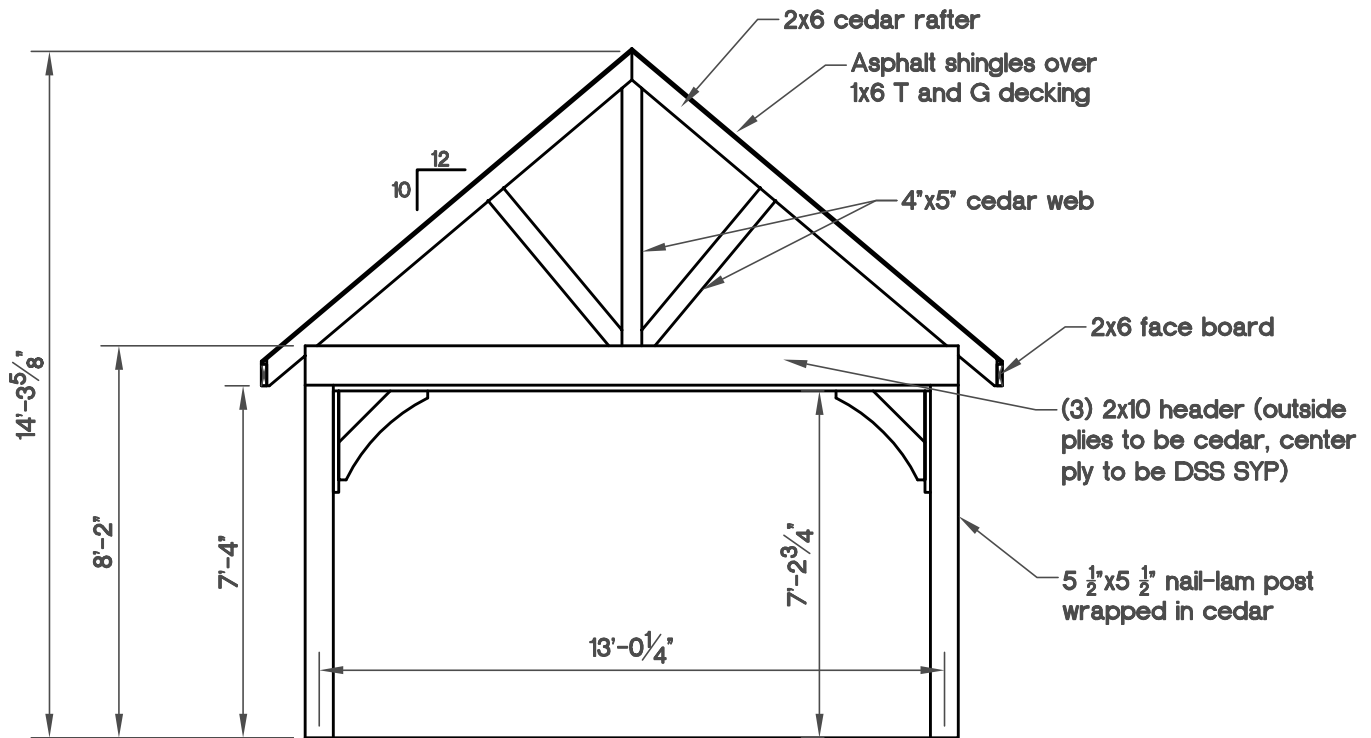 2x6 cedar rafter
Asphalt shingles over
1x6 T and G decking
12
10
4"x5" cedar web
2x6 face board
14'-3 5/8"
(3) 2x10 header (outside
plies to be cedar, center
ply to be DSS SYP)
8'-2"
7'-4"
7'-2 3/4"
5 1/2"x5 1/2" nail-lam post
wrapped in cedar
13'-0 1/4"